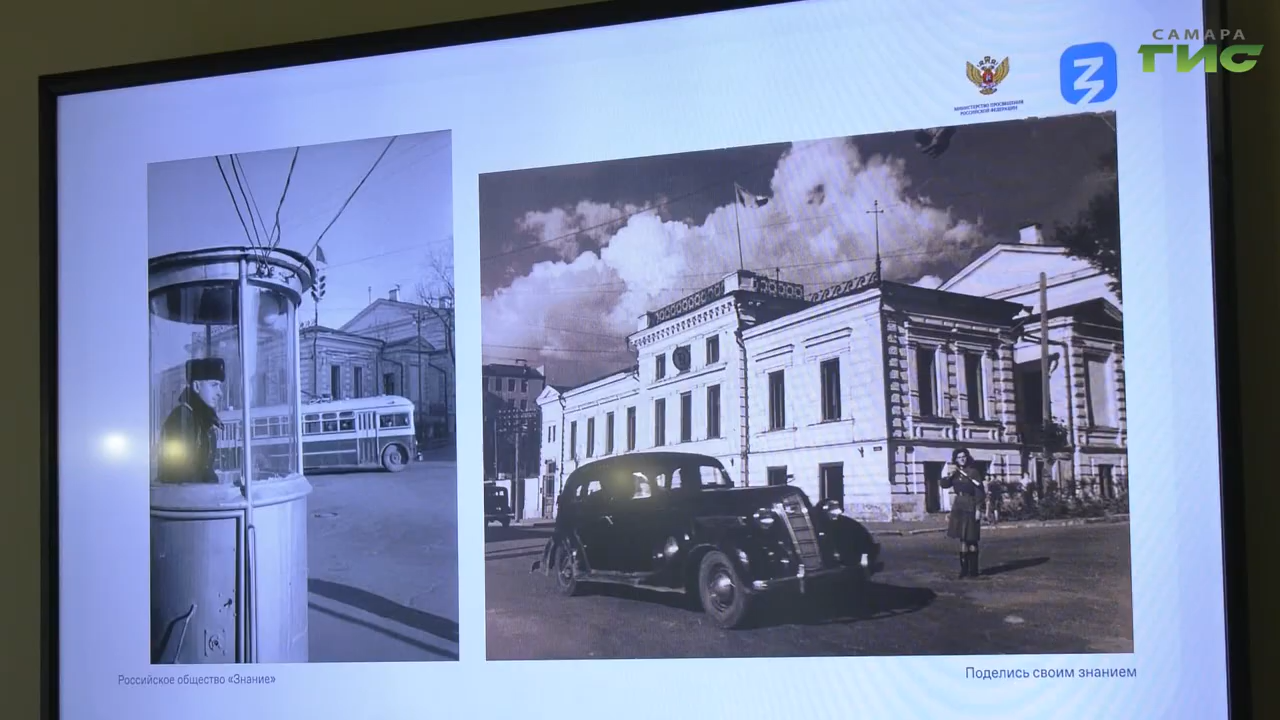 САМАРА
ГИС
МИНИСТЕРСТВО ПРОСВЕЩЕНИЯ
РОССИЙСКОЙ ФЕДЕРАЦИИ
Российское общество «Знание»
Поделись своим знанием